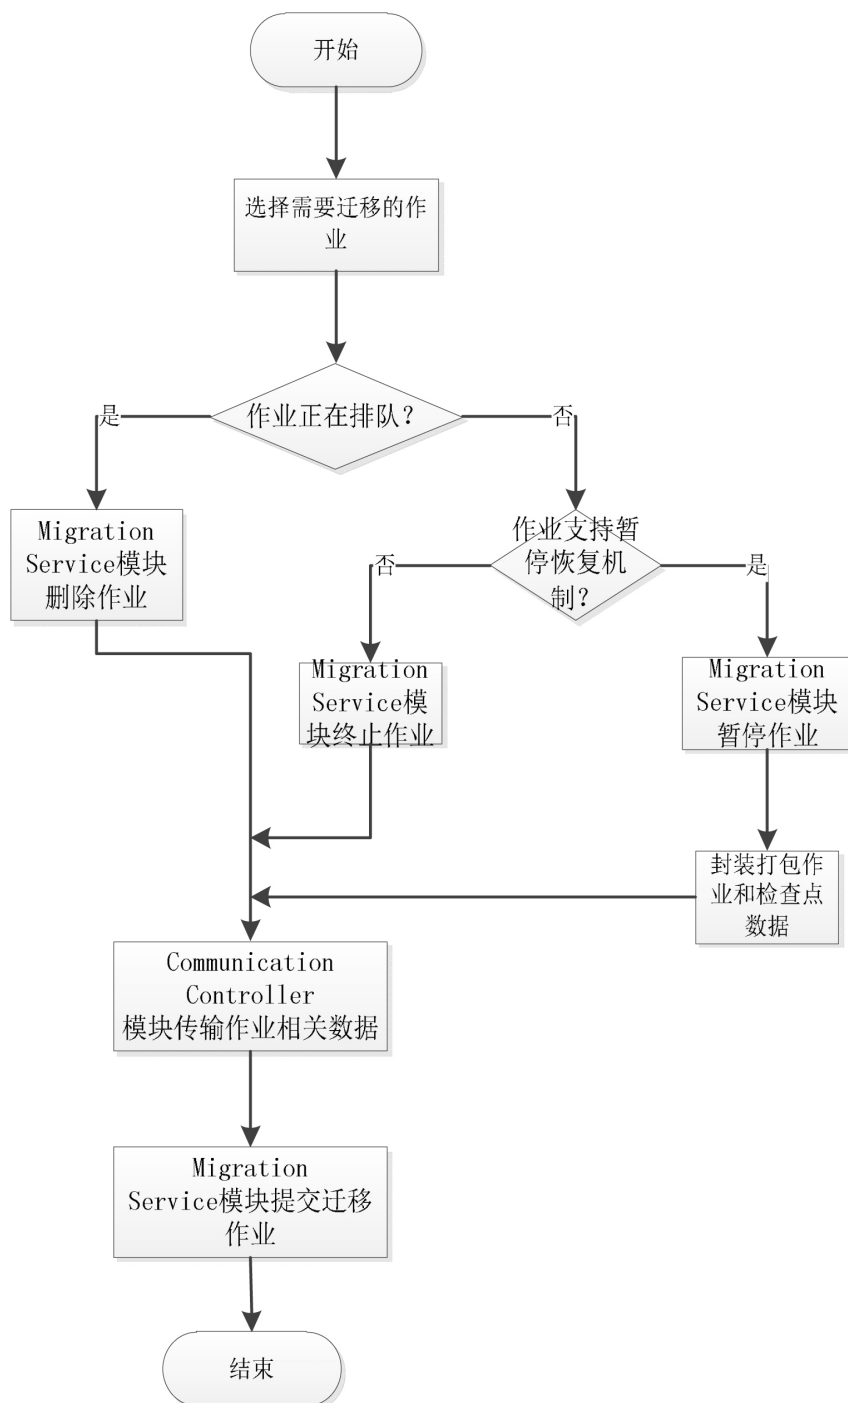 开始
选择需要迁移的作
业
作业正在排队?
是
否
Migration
Service模块
删除作业
作业支持暂
停恢复机
制?
否
是
Migration
Service模
块终止作业
Migration
Service模块
暂停作业
封装打包作
业和检查点
数据
Communication
Controller
模块传输作业相关数据
Migration
Service模块提交迁移
作业
结束